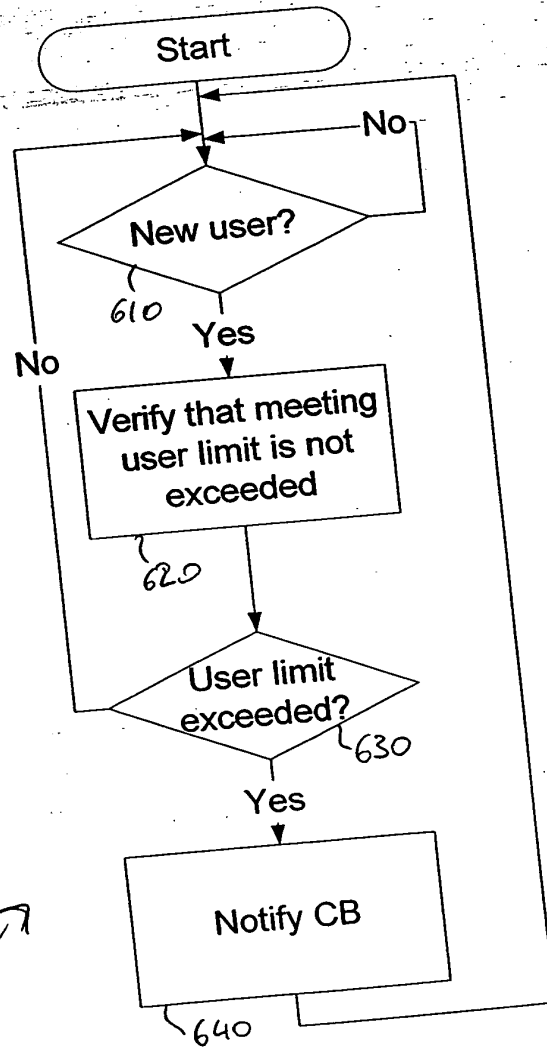 Start
No
New user?
610
Yes
No
Verify that meeting
user limit is not
exceeded
620
User limit
exceeded?
630
Yes
Notify CB
640